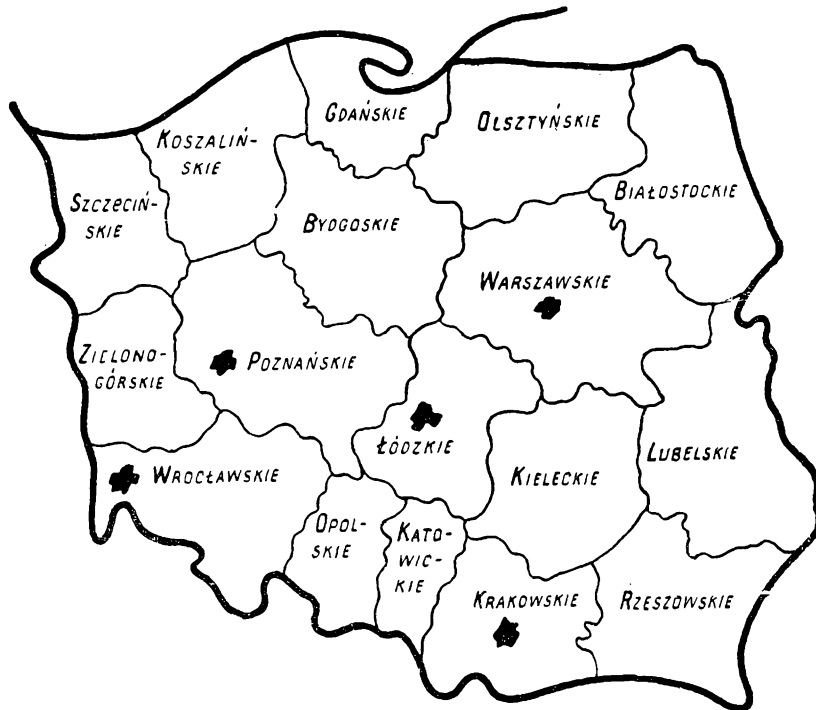 GDAŃSKIE
OLSZTYŃSKIE
KOSZALIŃ-
SKIE
BIAŁOSTOCKIE
SZCZECIŃ-
SKIE
BYDGOSKIE
WARSZAWSKIE
ZIELONO-
GÓRSKIE
POZNAŃSKIE
ŁÓDZKIE
LUBELSKIE
WROCŁAWSKIE
KIELECKIE
OPOL-
SKIE
KATO-
WIC-
KIE
KRAKOWSKIE
RZESZOWSKIE